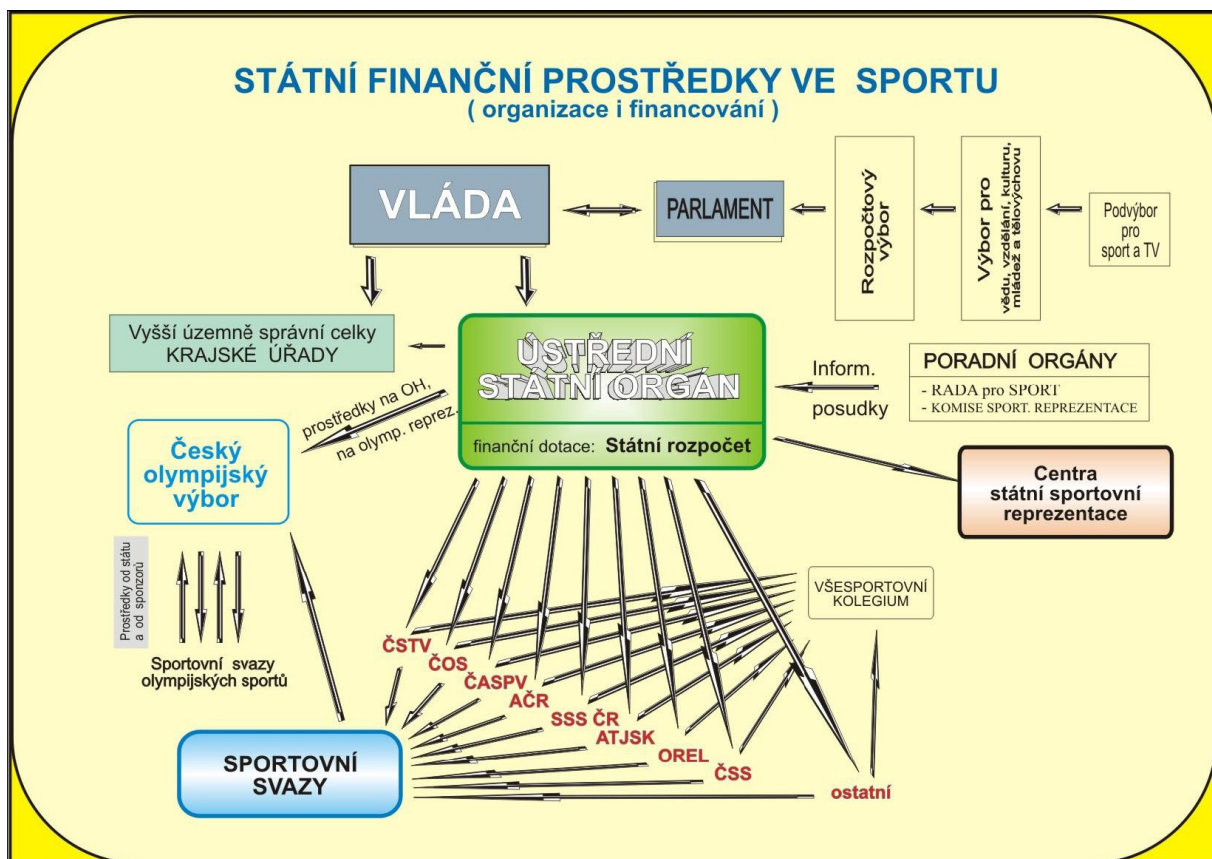 STÁTNÍ FINANČNÍ PROSTŘEDKY VE SPORTU
( organizace i financování )
VLÁDA
PARLAMENT
Rozpočtový
výbor
Výbor pro
vědu, vzdělání, kulturu,
mládež a tělovýchovu
Podvýbor
pro
sport a TV
Vyšší územně správní celky
KRAJSKÉ ÚŘADY
ÚSTŘEDNÍ
STÁTNÍ ORGÁN
finanční dotace: Státní rozpočet
Inform.
posudky
PORADNÍ ORGÁNY
- RADA pro SPORT
- KOMISE SPORT. REPREZENTACE
prostředky na OH,
na olymp. reprez.
Český
olympijský
výbor
Centra
státní sportovní
reprezentace
Prostředky od státu
a od sponzorů
Sportovní svazy
olympijských sportů
VŠESPORTOVNÍ
KOLEGIUM
ČSTV
ČOS
ČASPV
AČR
SSS ČR
ATJSK
OREL
ČSS
ostatní
SPORTOVNÍ
SVAZY